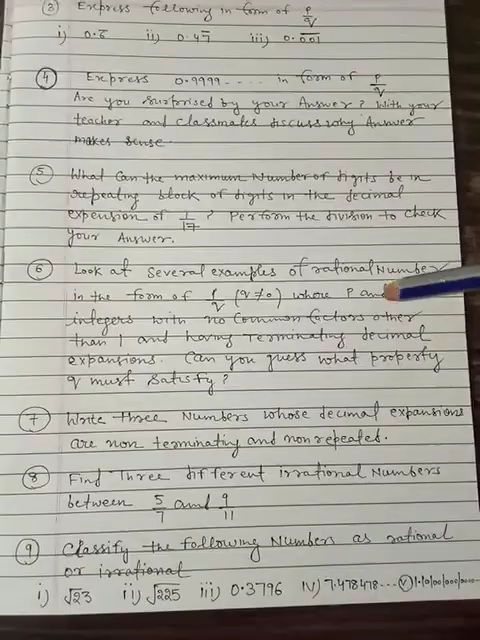 ③ Express following in form of p/q
i) 0.6̅ ii) 0.47̅ iii) 0.0̅0̅1̅
④ Express 0.9999..... in form of p/q
Are you surprised by your Answer? With your
teacher and classmates discuss why Answer
makes sense.
⑤ What can the maximum Number of digits be in
repeating block of digits in the decimal
expension of 1/17? Perform the division to check
your Answer.
⑥ Look at several examples of rational Number
in the form of p/q (q≠0) whore P and
integers with no common factors other
than 1 and having terminating decimal
expansions. Can you guess what property
q must satisfy?
⑦ Write three Numbers whose decimal expansions
are non terminating and non repeated.
⑧ Find Three different irrational Numbers
between 5/7 and 9/11
⑨ Classify the following Numbers as rational
or irrational
i) √23 ii) √225 iii) 0.3796 iv) 7.478478... ⓥ